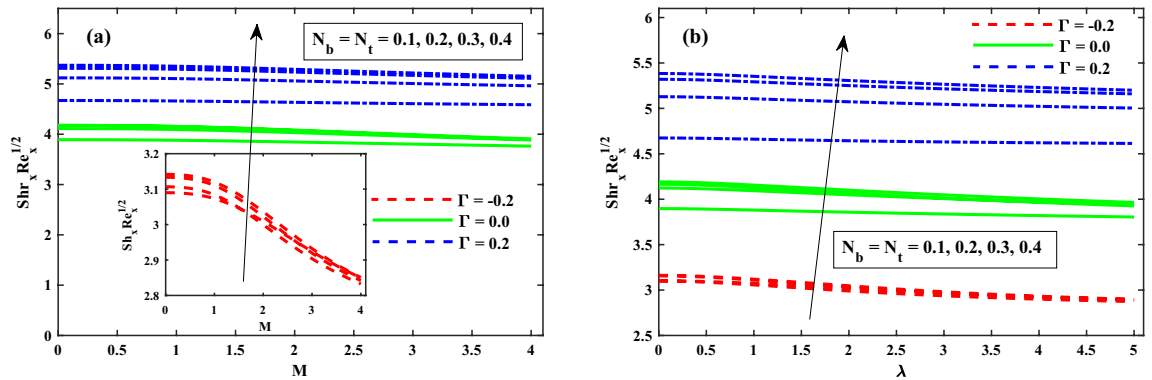 (a)
N_b = N_t = 0.1, 0.2, 0.3, 0.4
6
5
4
3
2
1
0
Shr_x Re_x^{1/2}
3.2
3.1
3.0
2.9
2.8
Sh_x Re_x^{1/2}
0 1 2 3 4
M
Γ = -0.2
Γ = 0.0
Γ = 0.2
0 0.5 1 1.5 2 2.5 3 3.5 4
M
(b)
Γ = -0.2
Γ = 0.0
Γ = 0.2
6
5.5
5
4.5
4
3.5
3
2.5
Shr_x Re_x^{1/2}
N_b = N_t = 0.1, 0.2, 0.3, 0.4
0 0.5 1 1.5 2 2.5 3 3.5 4 4.5 5
λ